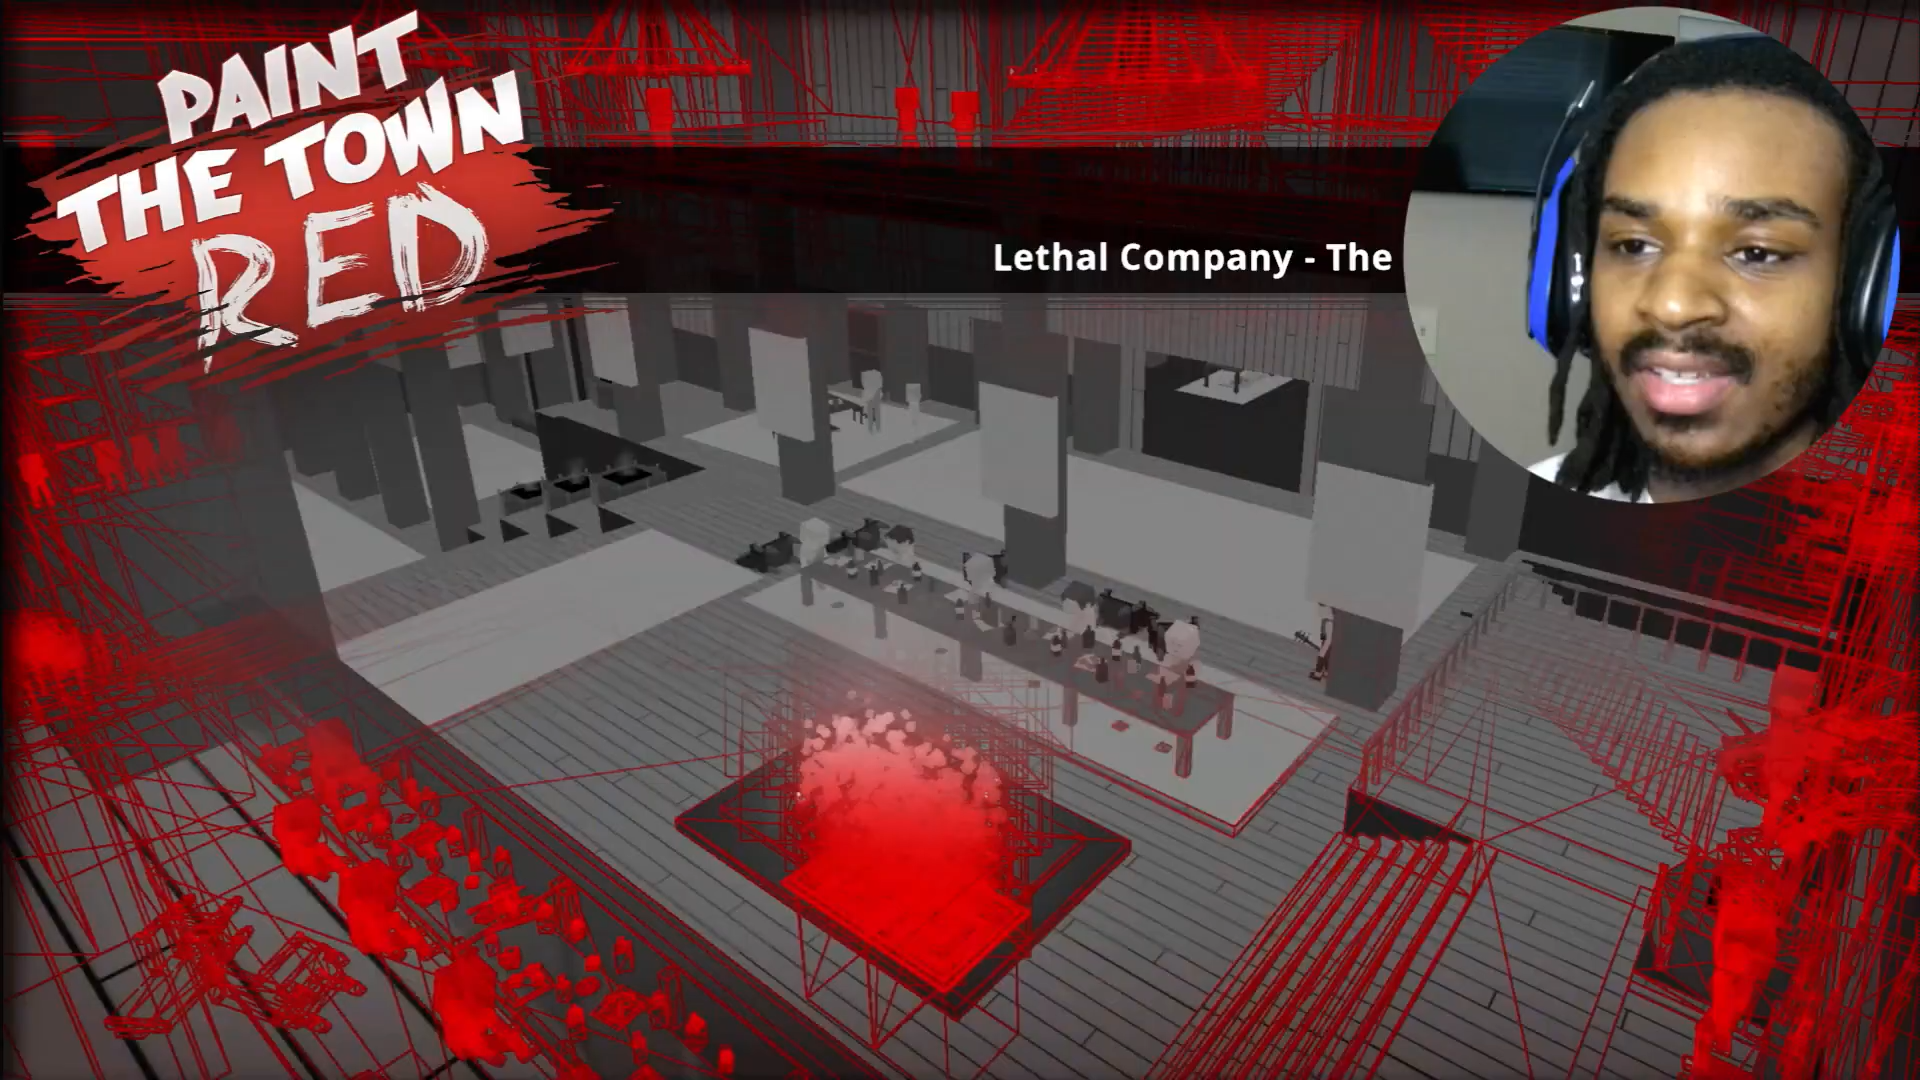 PAINT
THE TOWN
RED
Lethal Company - The